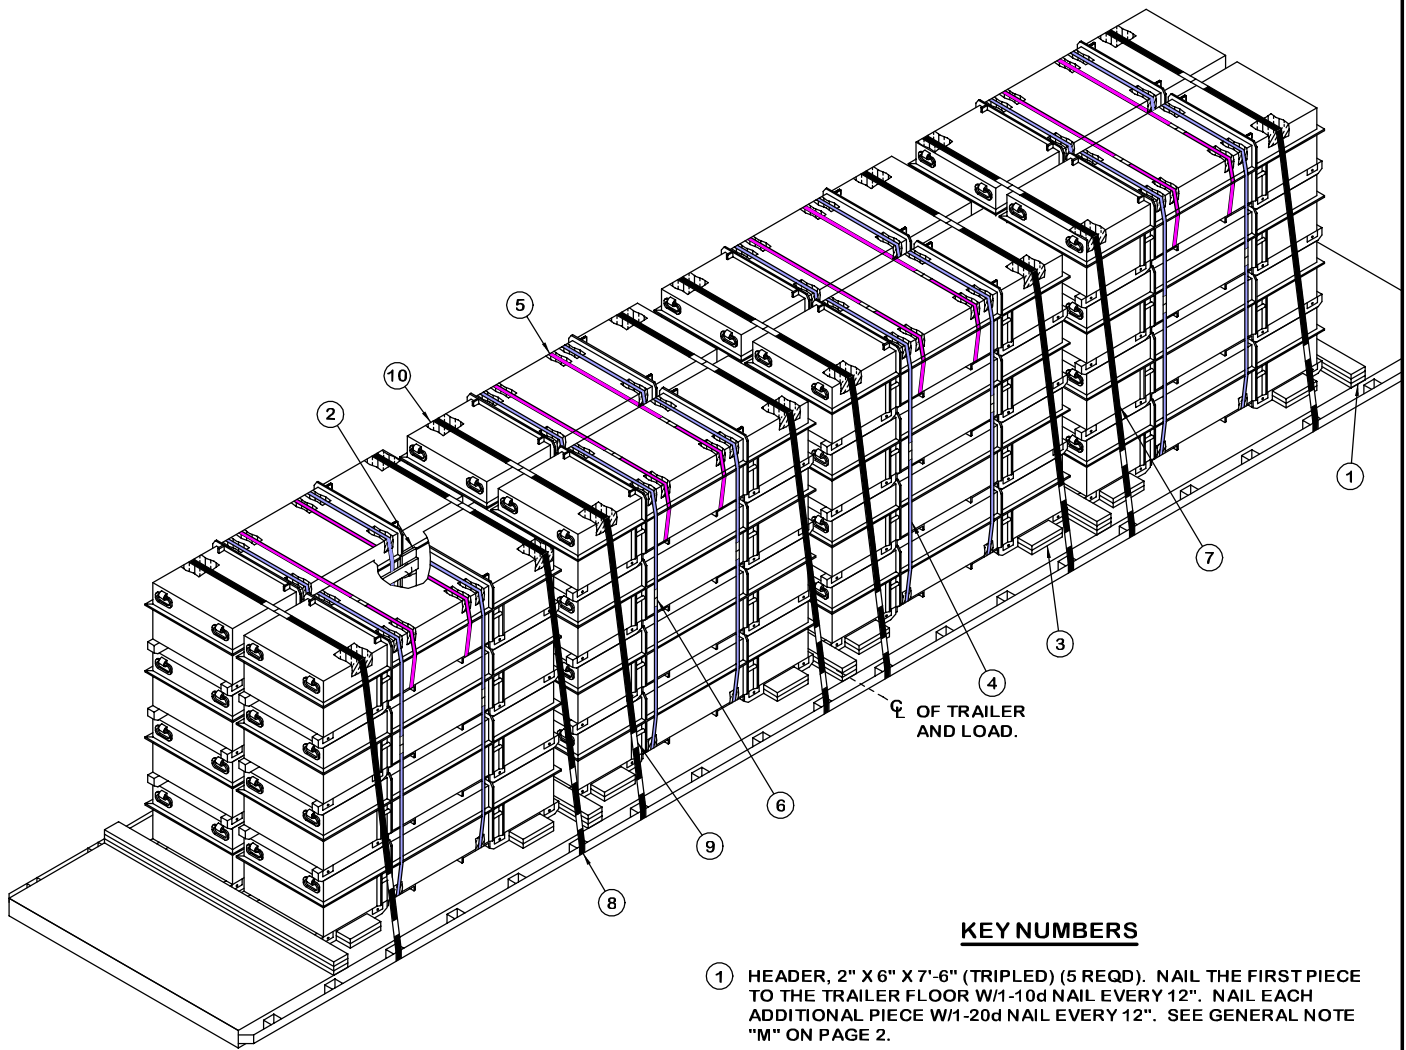 5
10
2
1
7
3
4
℄ OF TRAILER
AND LOAD.
6
9
8
KEY NUMBERS
1 HEADER, 2" X 6" X 7'-6" (TRIPLED) (5 REQD). NAIL THE FIRST PIECE
TO THE TRAILER FLOOR W/1-10d NAIL EVERY 12". NAIL EACH
ADDITIONAL PIECE W/1-20d NAIL EVERY 12". SEE GENERAL NOTE
"M" ON PAGE 2.